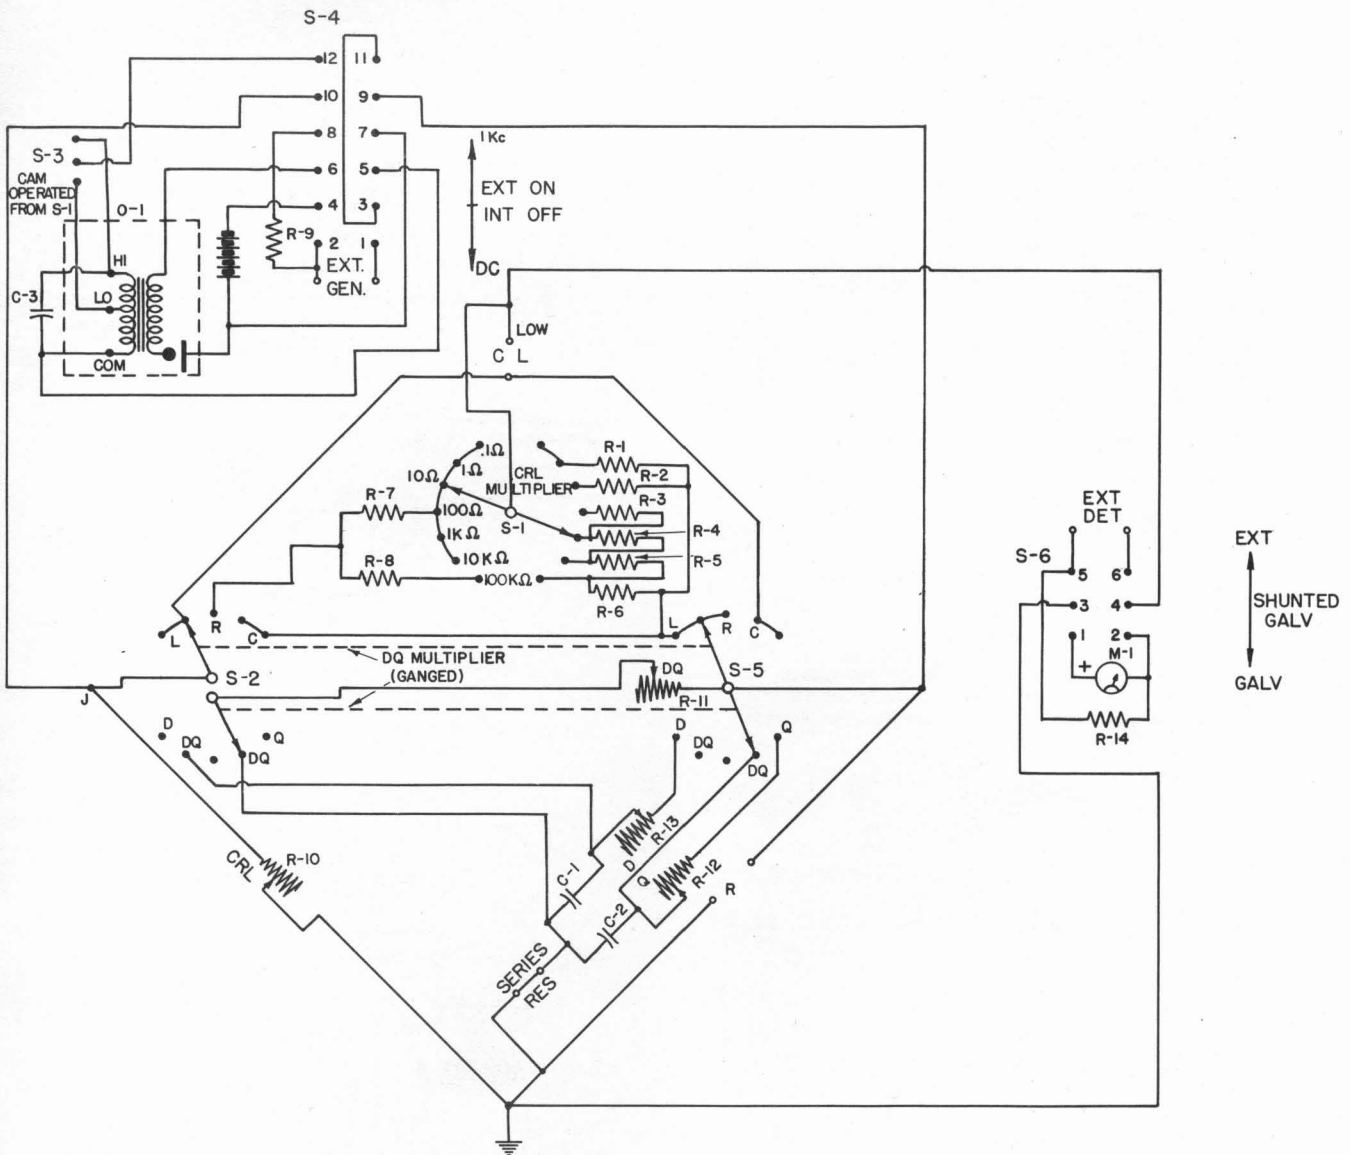 S-4
12 11
10 9
8 7
1Kc
S-3
6 5
CAM
OPERATED
FROM S-1
O-1
EXT ON
INT OFF
4 3
R-9
2 1
EXT.
GEN.
DC
HI
C-3
LO
COM
LOW
C L
.1Ω
1Ω
10Ω
100Ω
1KΩ
10KΩ
100KΩ
CRL
MULTIPLIER
S-1
R-1
R-2
R-3
R-4
R-5
R-6
R-7
R-8
EXT
DET
S-6
5 6
3 4
1 2
M-1
+
R-14
EXT
SHUNTED
GALV
GALV
L R C
L R C
DQ MULTIPLIER
(GANGED)
S-2
S-5
DQ
R-11
J
D DQ DQ Q
D DQ DQ Q
R-13
D
R-12
Q
R
CRL
R-10
C-1
C-2
SERIES
RES